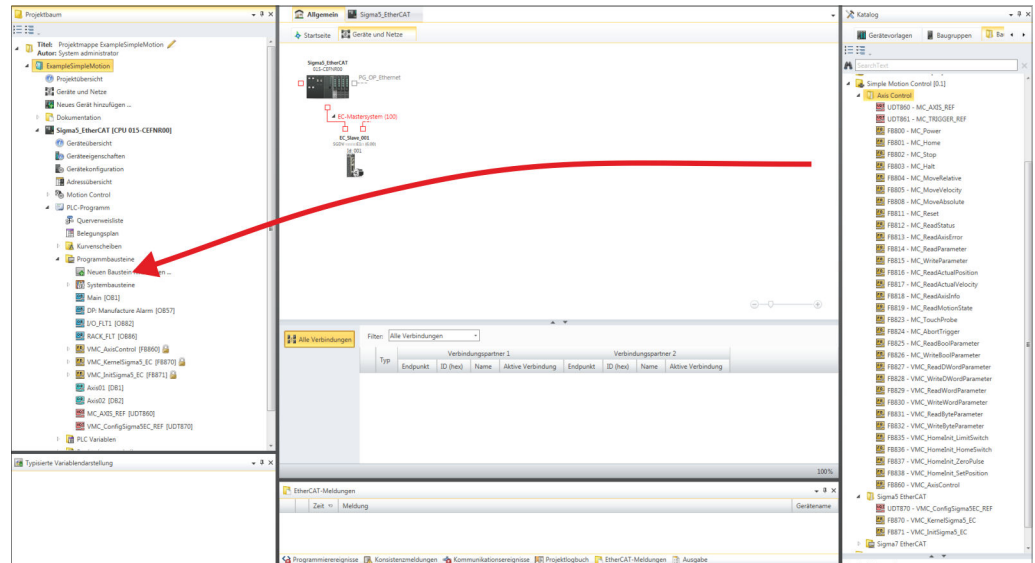 Projektbaum
Titel: Projektmappe ExampleSimpleMotion
Autor: System administrator
ExampleSimpleMotion
Projektübersicht
Geräte und Netze
Neues Gerät hinzufügen ...
Dokumentation
Sigma5_EtherCAT [CPU 015-CEFNR00]
Geräteübersicht
Geräteeigenschaften
Gerätekonfiguration
Adressübersicht
Motion Control
PLC-Programm
Querverweisliste
Belegungsplan
Kurvenscheiben
Programmbausteine
Neuen Baustein
Systembausteine
Main [OB1]
DP: Manufacture Alarm [OB57]
I/O_FLT1 [OB82]
RACK_FLT [OB86]
VMC_AxisControl [FB860]
VMC_KernelSigma5_EC [FB870]
VMC_InitSigma5_EC [FB871]
Axis01 [DB1]
Axis02 [DB2]
MC_AXIS_REF [UDT860]
VMC_ConfigSigma5EC_REF [UDT870]
PLC Variablen
Typisierte Variablendarstellung
Allgemein Sigma5_EtherCAT
Startseite Geräte und Netze
Sigma5_EtherCAT
015-CEFNR00
PG_OP_Ethernet
EC-Mastersystem (100)
EC_Slave_001
Alle Verbindungen
Filter: Alle Verbindungen
Typ Verbindungspartner 1 Verbindungspartner 2
Endpunkt ID (hex) Name Aktive Verbindung Endpunkt ID (hex) Name Aktive Verbindung
100%
EtherCAT-Meldungen
Zeit Meldung Gerätename
Programmierereignisse Konsistenzmeldungen Kommunikationsereignisse Projektlogbuch EtherCAT-Meldungen Ausgabe
Katalog
Gerätevorlagen Baugruppen
SearchText
Simple Motion Control [0.1]
Axis Control
UDT860 - MC_AXIS_REF
UDT861 - MC_TRIGGER_REF
FB800 - MC_Power
FB801 - MC_Home
FB802 - MC_Stop
FB803 - MC_Halt
FB804 - MC_MoveRelative
FB805 - MC_MoveVelocity
FB808 - MC_MoveAbsolute
FB811 - MC_Reset
FB812 - MC_ReadStatus
FB813 - MC_ReadAxisError
FB814 - MC_ReadParameter
FB815 - MC_WriteParameter
FB816 - MC_ReadActualPosition
FB817 - MC_ReadActualVelocity
FB818 - MC_ReadAxisInfo
FB819 - MC_ReadMotionState
FB823 - MC_TouchProbe
FB824 - MC_AbortTrigger
FB825 - MC_ReadBoolParameter
FB826 - MC_WriteBoolParameter
FB827 - VMC_ReadDWordParameter
FB828 - VMC_WriteDWordParameter
FB829 - VMC_ReadWordParameter
FB830 - VMC_WriteWordParameter
FB831 - VMC_ReadByteParameter
FB832 - VMC_WriteByteParameter
FB835 - VMC_HomeInit_LimitSwitch
FB836 - VMC_HomeInit_HomeSwitch
FB837 - VMC_HomeInit_ZeroPulse
FB838 - VMC_HomeInit_SetPosition
FB860 - VMC_AxisControl
Sigma5 EtherCAT
UDT870 - VMC_ConfigSigma5EC_REF
FB870 - VMC_KernelSigma5_EC
FB871 - VMC_InitSigma5_EC
Sigma7 EtherCAT